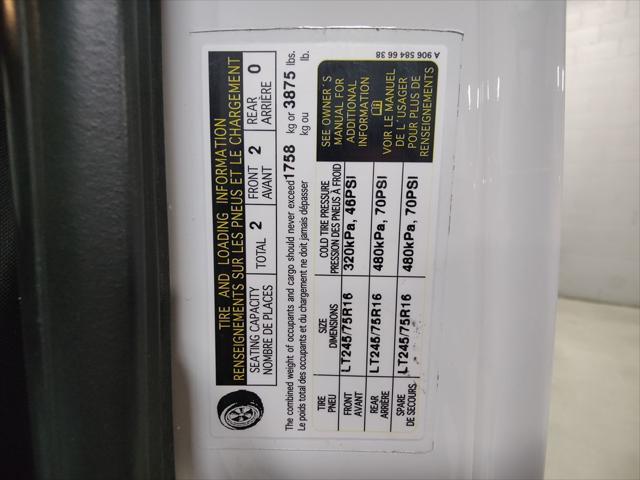 TIRE AND LOADING INFORMATION
RENSEIGNEMENTS SUR LES PNEUS ET LE CHARGEMENT
SEATING CAPACITY TOTAL 2 FRONT 2 REAR 0
NOMBRE DE PLACES AVANT ARRIÈRE
The combined weight of occupants and cargo should never exceed 1758 kg or 3875 lbs.
Le poids total des occupants et du chargement ne doit jamais dépasser kg ou lb.
TIRE SIZE COLD TIRE PRESSURE
PNEU DIMENSIONS PRESSION DES PNEUS À FROID
FRONT LT245/75R16 320kPa, 46PSI
AVANT
REAR LT245/75R16 480kPa, 70PSI
ARRIÈRE
SPARE LT245/75R16 480kPa, 70PSI
DE SECOURS
SEE OWNER'S
MANUAL FOR
ADDITIONAL
INFORMATION
VOIR LE MANUEL
DE L'USAGER
POUR PLUS DE
RENSEIGNEMENTS
A 906 584 66 38